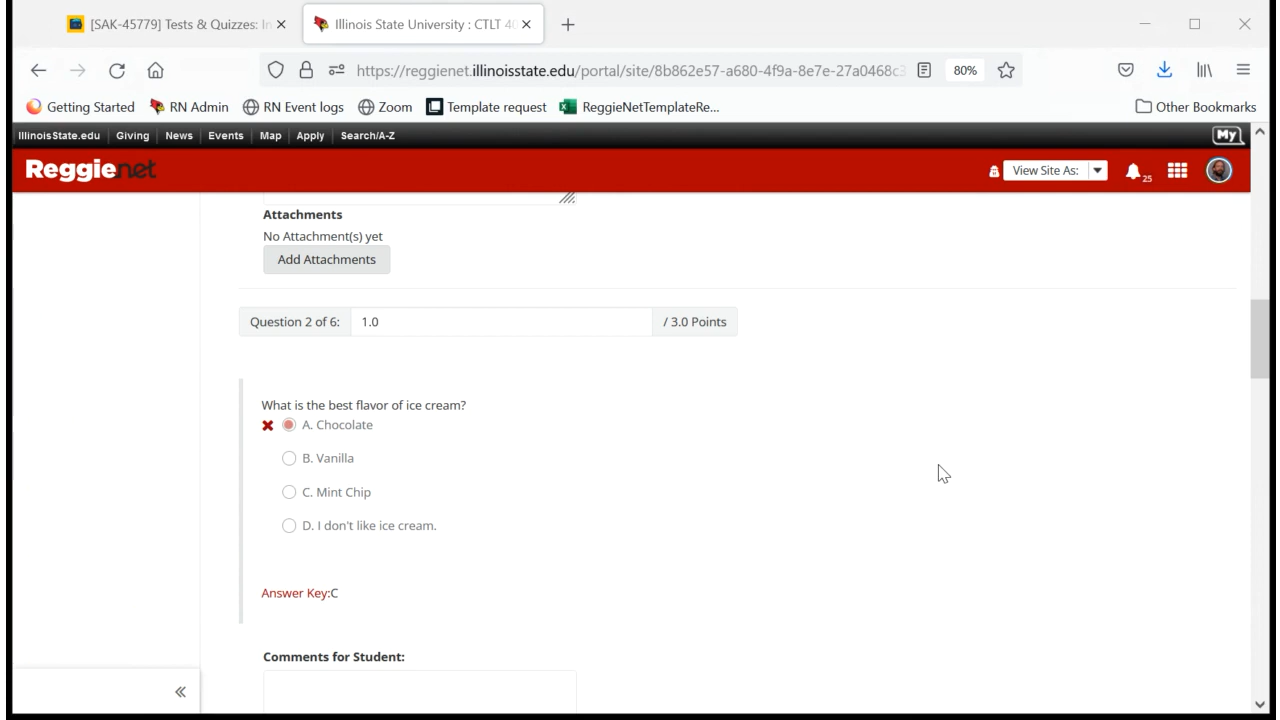 [SAK-45779] Tests & Quizzes: In
Illinois State University : CTLT 40
https://reggienet.illinoisstate.edu/portal/site/8b862e57-a680-4f9a-8e7e-27a0468c3
80%
Getting Started
RN Admin
RN Event logs
Zoom
Template request
ReggieNetTemplateRe...
Other Bookmarks
IllinoisState.edu
Giving
News
Events
Map
Apply
Search/A-Z
My
Reggienet
View Site As:
25
Attachments
No Attachment(s) yet
Add Attachments
Question 2 of 6:
1.0
/ 3.0 Points
What is the best flavor of ice cream?
A. Chocolate
B. Vanilla
C. Mint Chip
D. I don't like ice cream.
Answer Key:C
Comments for Student: